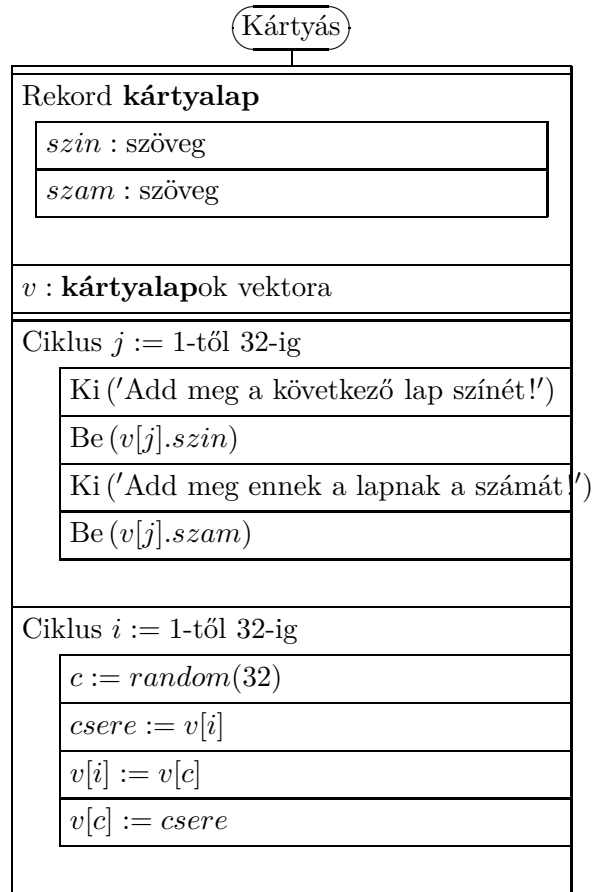 Kártyás
Rekord kártyalap
szin : szöveg
szam : szöveg
v : kártyalapok vektora
Ciklus j := 1-től 32-ig
Ki ('Add meg a következő lap színét!')
Be (v[j].szin)
Ki ('Add meg ennek a lapnak a számát!')
Be (v[j].szam)
Ciklus i := 1-től 32-ig
c := random(32)
csere := v[i]
v[i] := v[c]
v[c] := csere